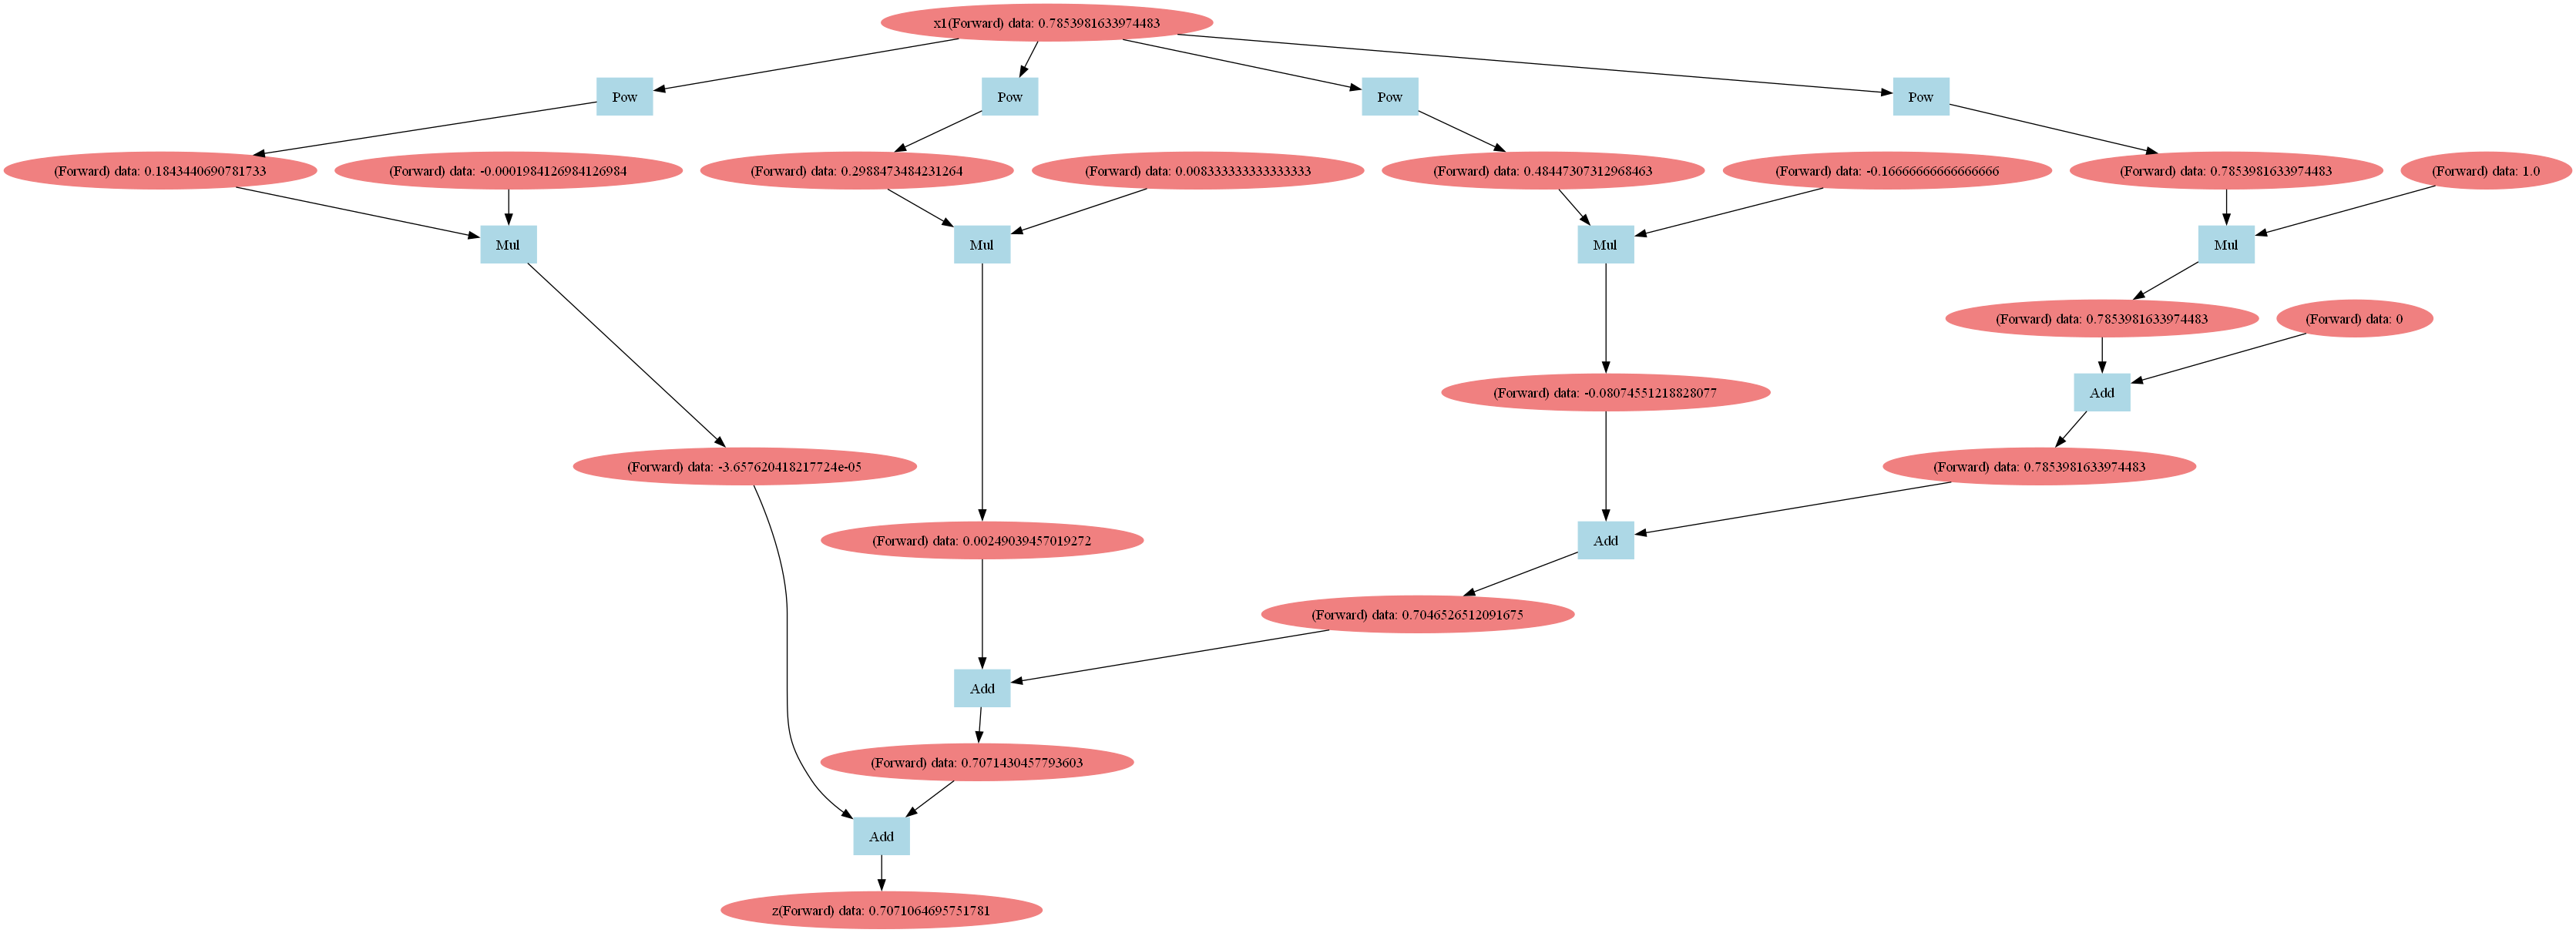 x1(Forward) data: 0.7853981633974483
Pow
Pow
Pow
Pow
(Forward) data: 0.1843440690781733
(Forward) data: -0.0001984126984126984
(Forward) data: 0.2988473484231264
(Forward) data: 0.008333333333333333
(Forward) data: 0.48447307312968463
(Forward) data: -0.16666666666666666
(Forward) data: 0.7853981633974483
(Forward) data: 1.0
Mul
Mul
Mul
Mul
(Forward) data: 0.7853981633974483
(Forward) data: 0
(Forward) data: -0.08074551218828077
Add
(Forward) data: -3.657620418217724e-05
(Forward) data: 0.7853981633974483
(Forward) data: 0.00249039457019272
Add
(Forward) data: 0.7046526512091675
Add
(Forward) data: 0.7071430457793603
Add
z(Forward) data: 0.7071064695751781